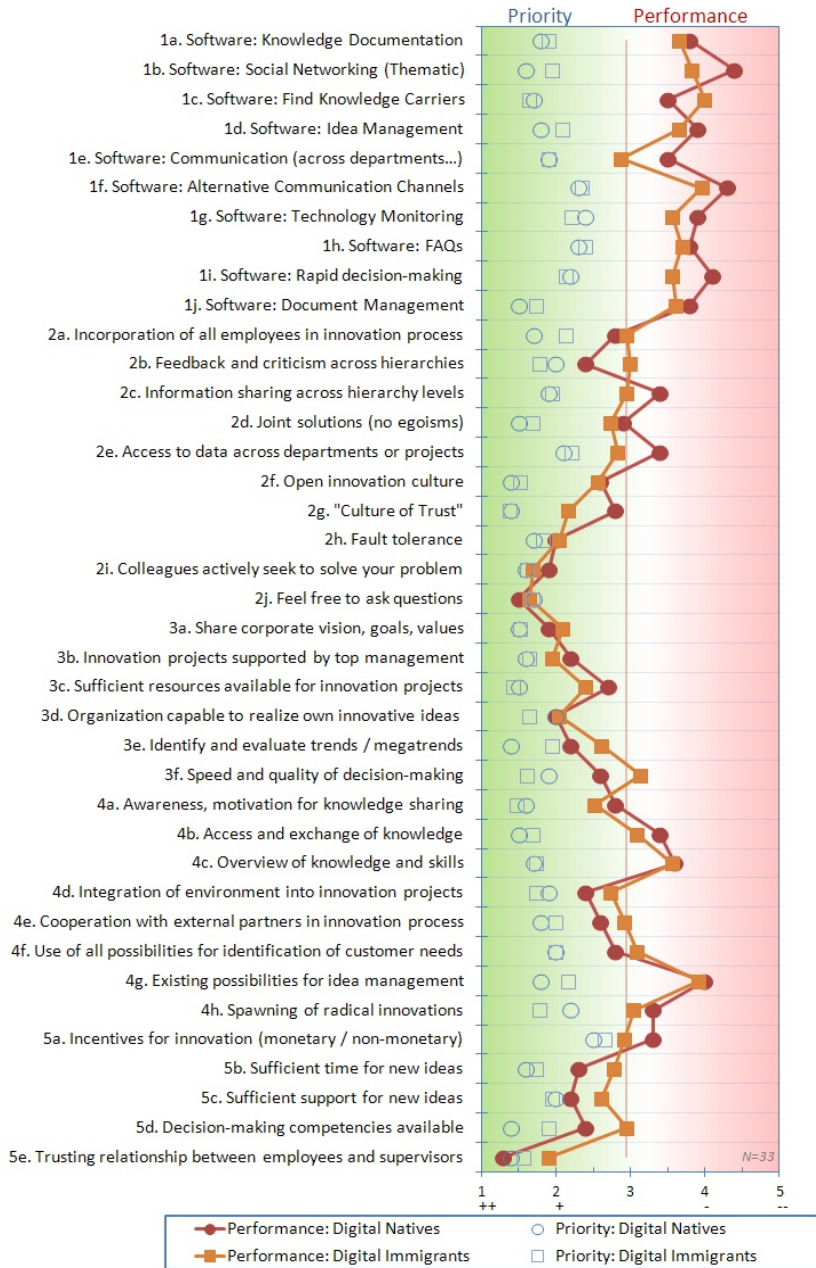 Priority Performance
1a. Software: Knowledge Documentation
1b. Software: Social Networking (Thematic)
1c. Software: Find Knowledge Carriers
1d. Software: Idea Management
1e. Software: Communication (across departments...)
1f. Software: Alternative Communication Channels
1g. Software: Technology Monitoring
1h. Software: FAQs
1i. Software: Rapid decision-making
1j. Software: Document Management
2a. Incorporation of all employees in innovation process
2b. Feedback and criticism across hierarchies
2c. Information sharing across hierarchy levels
2d. Joint solutions (no egoisms)
2e. Access to data across departments or projects
2f. Open innovation culture
2g. "Culture of Trust"
2h. Fault tolerance
2i. Colleagues actively seek to solve your problem
2j. Feel free to ask questions
3a. Share corporate vision, goals, values
3b. Innovation projects supported by top management
3c. Sufficient resources available for innovation projects
3d. Organization capable to realize own innovative ideas
3e. Identify and evaluate trends / megatrends
3f. Speed and quality of decision-making
4a. Awareness, motivation for knowledge sharing
4b. Access and exchange of knowledge
4c. Overview of knowledge and skills
4d. Integration of environment into innovation projects
4e. Cooperation with external partners in innovation process
4f. Use of all possibilities for identification of customer needs
4g. Existing possibilities for idea management
4h. Spawning of radical innovations
5a. Incentives for innovation (monetary / non-monetary)
5b. Sufficient time for new ideas
5c. Sufficient support for new ideas
5d. Decision-making competencies available
5e. Trusting relationship between employees and supervisors
N=33
1 2 3 4 5
++ + - --
Performance: Digital Natives Priority: Digital Natives
Performance: Digital Immigrants Priority: Digital Immigrants